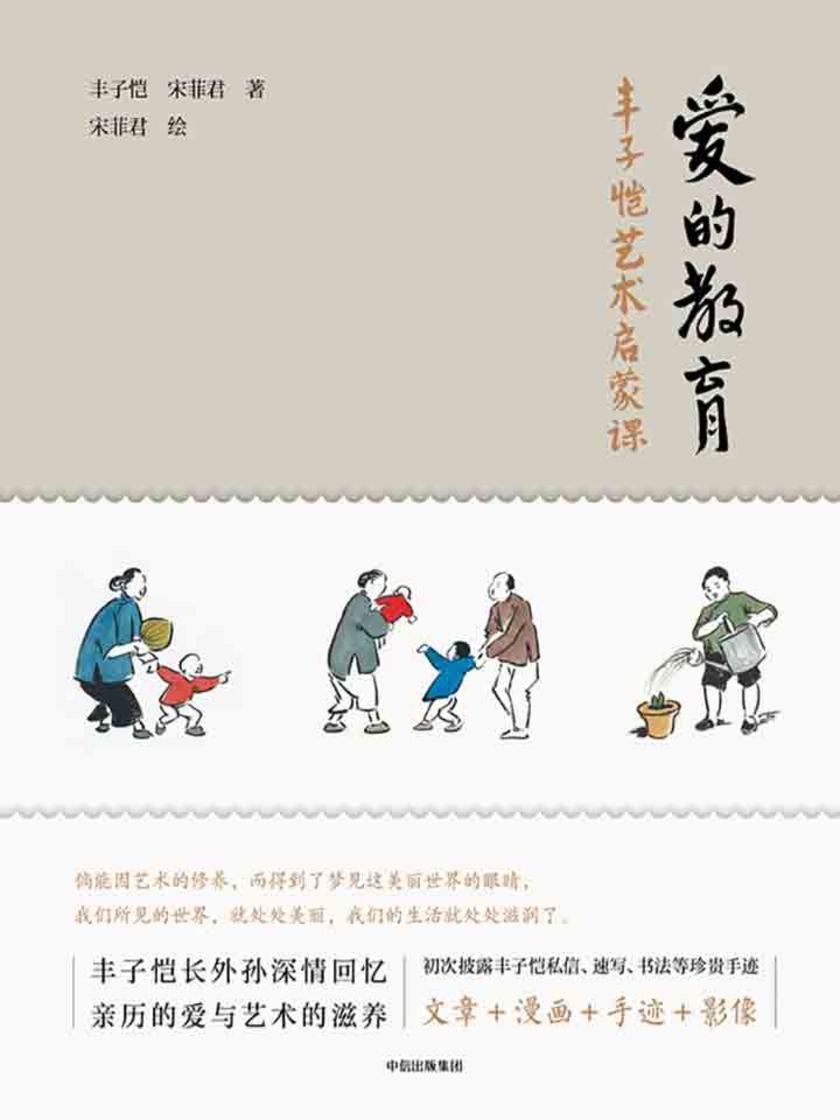 丰子恺 宋菲君 著
宋菲君 绘
爱的教育
丰子恺艺术启蒙课
倘能因艺术的修养，而得到了梦见这美丽世界的眼睛，
我们所见的世界，就处处美丽，我们的生活就处处滋润了。
丰子恺长外孙深情回忆
亲历的爱与艺术的滋养
初次披露丰子恺私信、速写、书法等珍贵手迹
文章+漫画+手迹+影像
中信出版集团